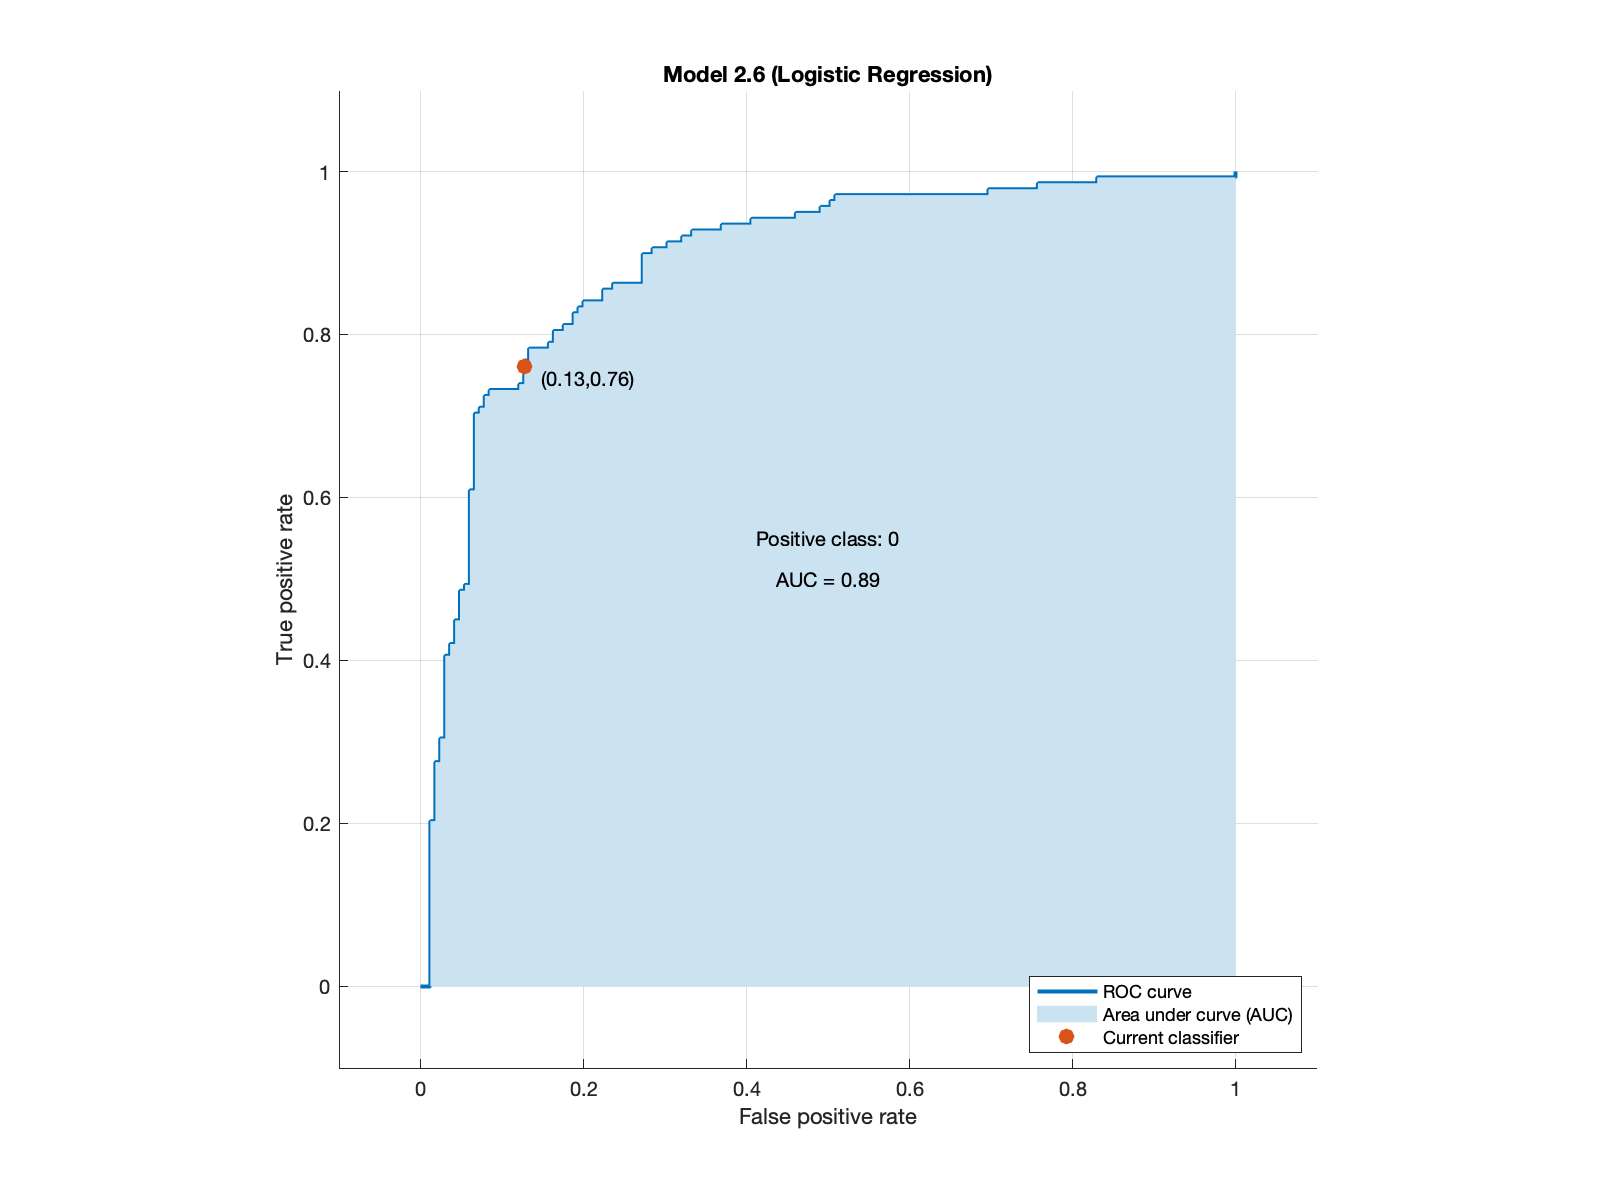 Model 2.6 (Logistic Regression)
1
0.8
0.6
0.4
0.2
0
True positive rate
(0.13,0.76)
Positive class: 0
AUC = 0.89
ROC curve
Area under curve (AUC)
Current classifier
0 0.2 0.4 0.6 0.8 1
False positive rate